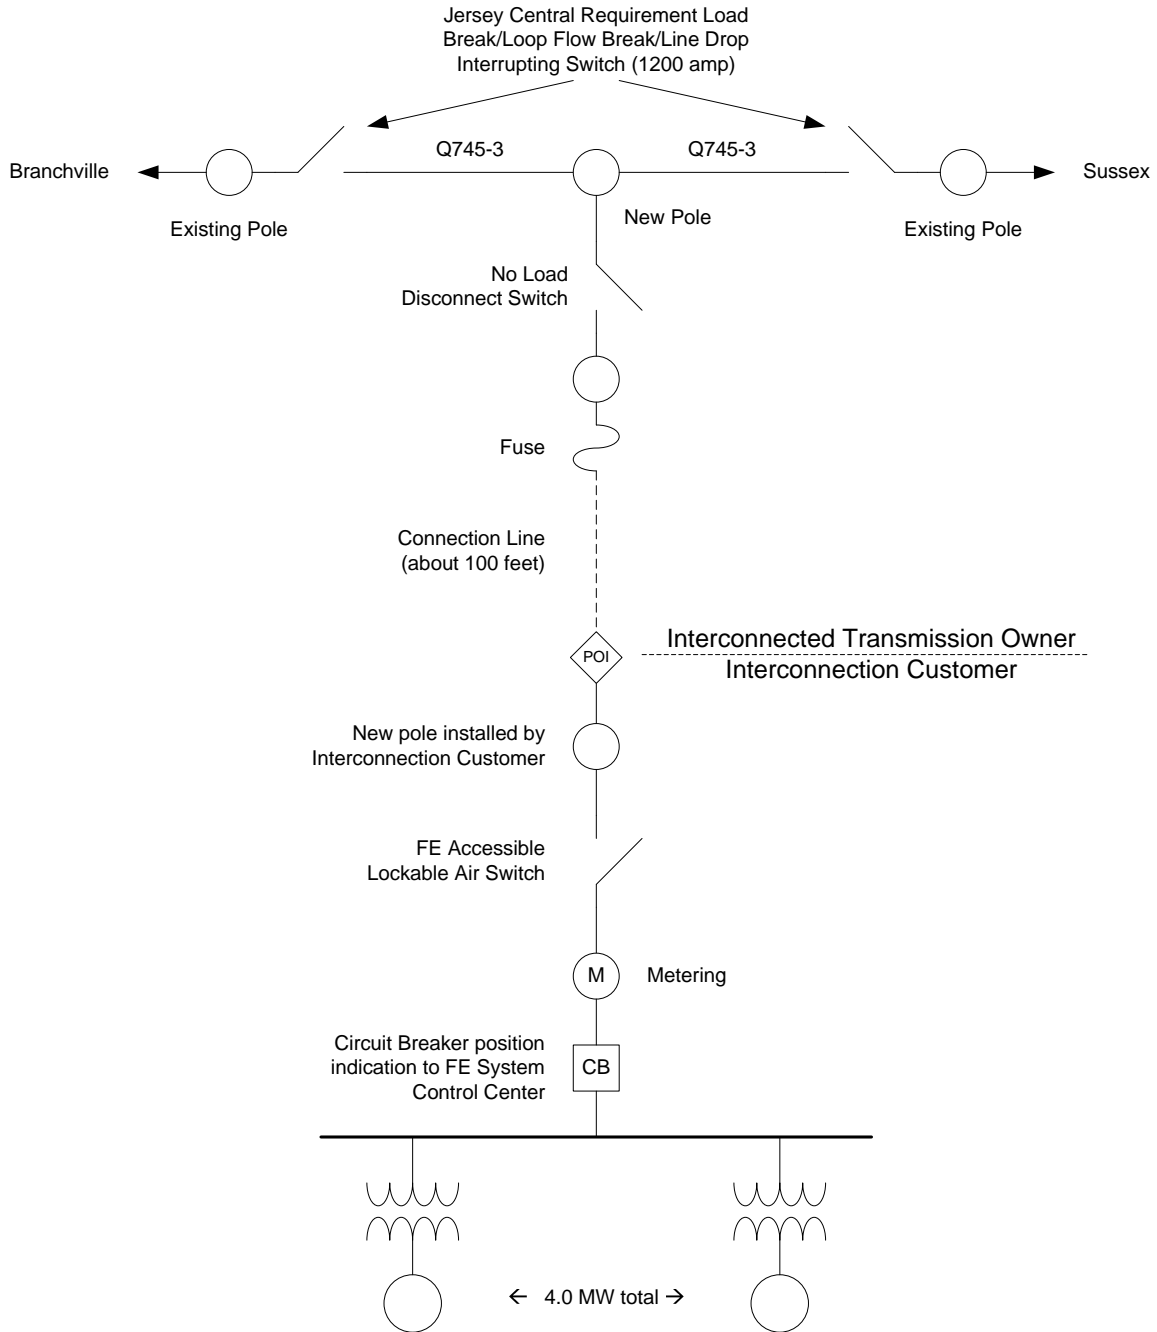 Jersey Central Requirement Load
Break/Loop Flow Break/Line Drop
Interrupting Switch (1200 amp)
Q745-3
Q745-3
Branchville
Sussex
Existing Pole
New Pole
Existing Pole
No Load
Disconnect Switch
Fuse
Connection Line
(about 100 feet)
POI
Interconnected Transmission Owner
Interconnection Customer
New pole installed by
Interconnection Customer
FE Accessible
Lockable Air Switch
M
Metering
Circuit Breaker position
indication to FE System
Control Center
CB
← 4.0 MW total →